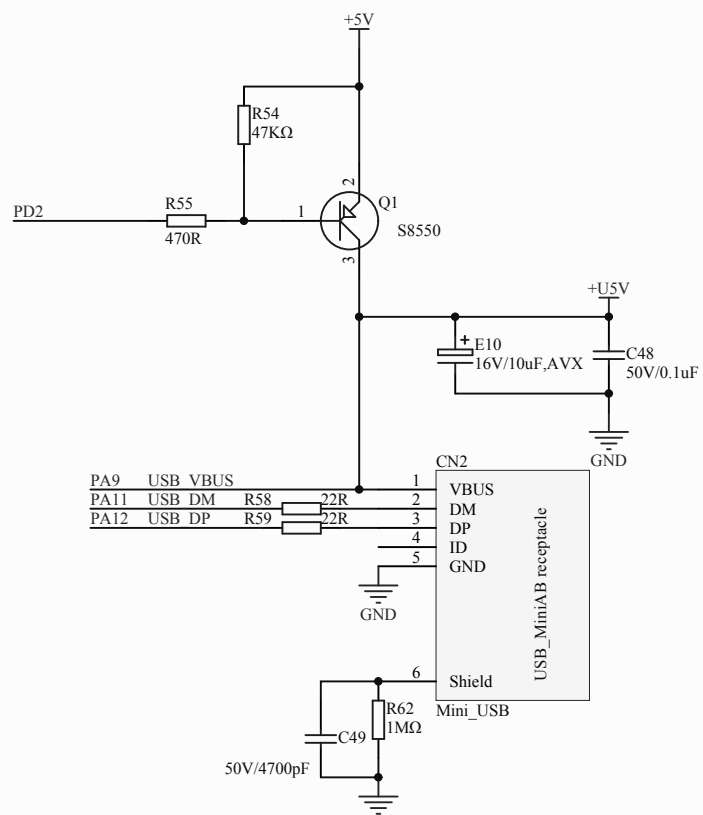 +5V
R54
47KΩ
2
Q1
R55
PD2
1
470R
S8550
3
+U5V
E10
C48
16V/10uF,AVX
50V/0.1uF
GND
CN2
PA9 USB_VBUS 1 VBUS
PA11 USB_DM R58 22R 2 DM
PA12 USB_DP R59 22R 3 DP
4 ID
5 GND
GND
USB_MiniAB receptacle
6 Shield
Mini_USB
R62
1MΩ
C49
50V/4700pF